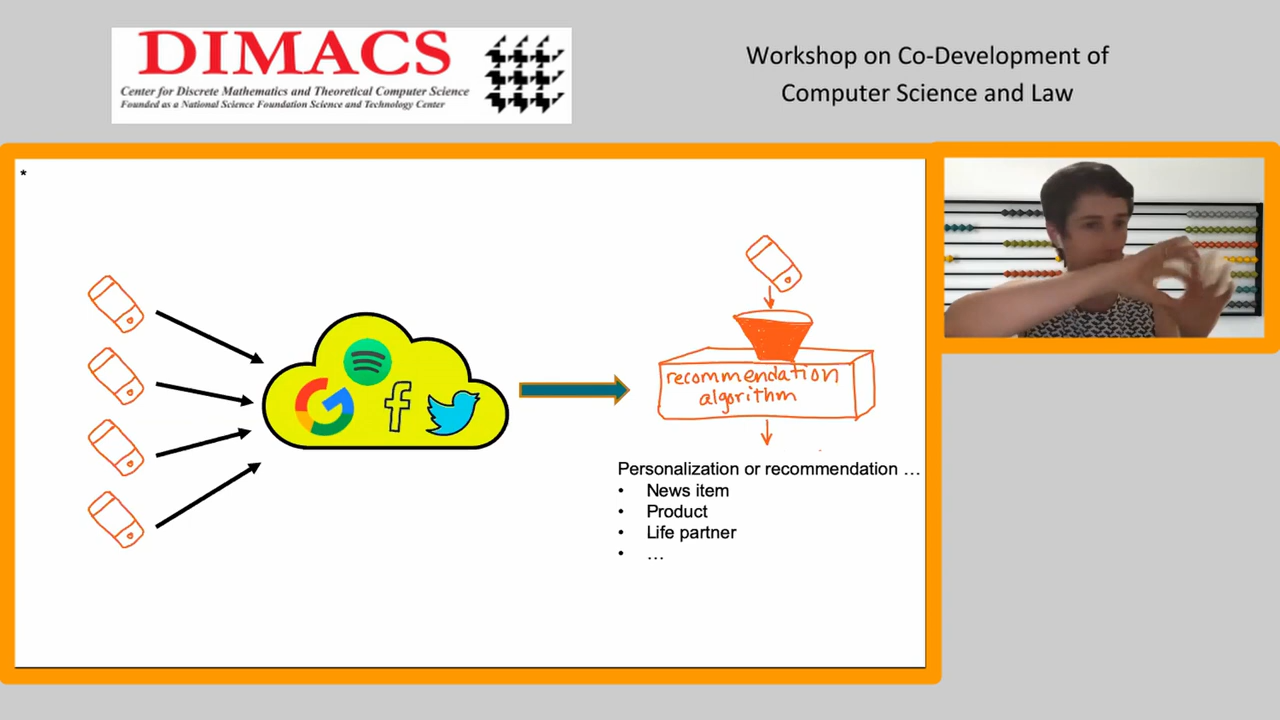 DIMACS
Center for Discrete Mathematics and Theoretical Computer Science
Founded as a National Science Foundation Science and Technology Center
Workshop on Co-Development of
Computer Science and Law
*
recommendation
algorithm
Personalization or recommendation …
• News item
• Product
• Life partner
• …